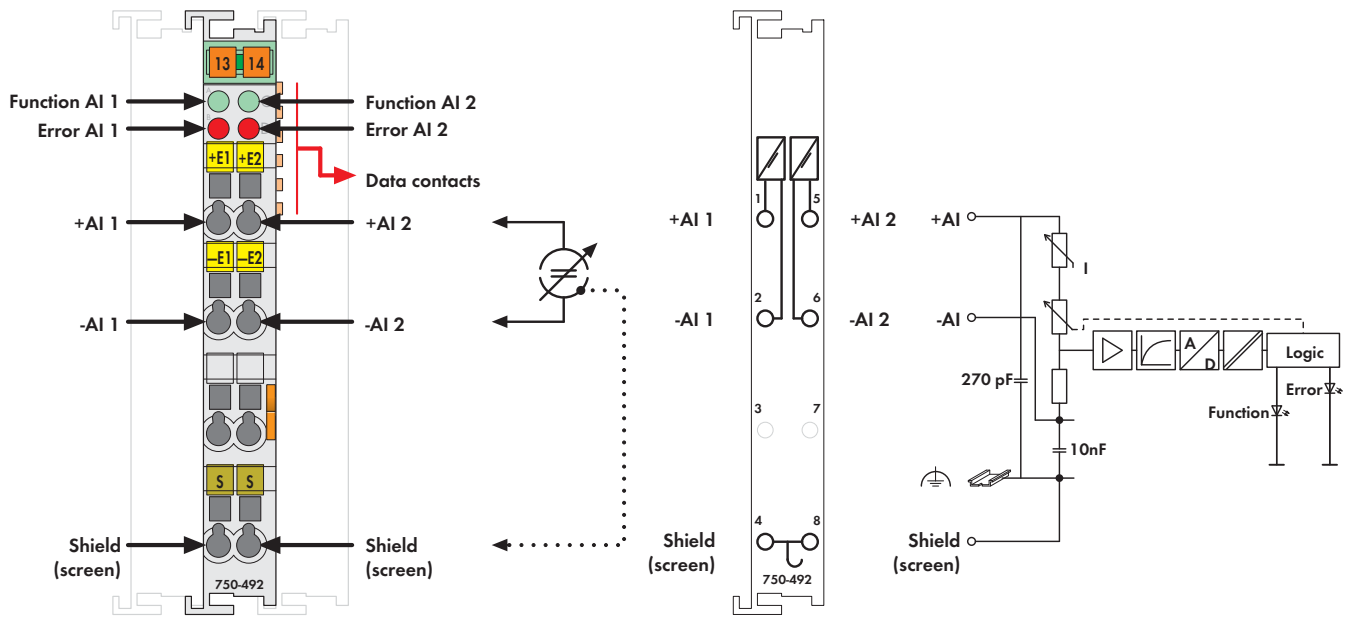 13 14
Function AI 1
Function AI 2
Error AI 1
Error AI 2
+E1 +E2
Data contacts
+AI 1
+AI 2
–E1 –E2
-AI 1
-AI 2
S S
Shield
(screen)
Shield
(screen)
750-492
1
5
+AI 1
+AI 2
2
6
-AI 1
-AI 2
3
7
4
8
Shield
(screen)
750-492
+AI
I
-AI
A
D
Logic
270 pF
Error
Function
10nF
Shield
(screen)